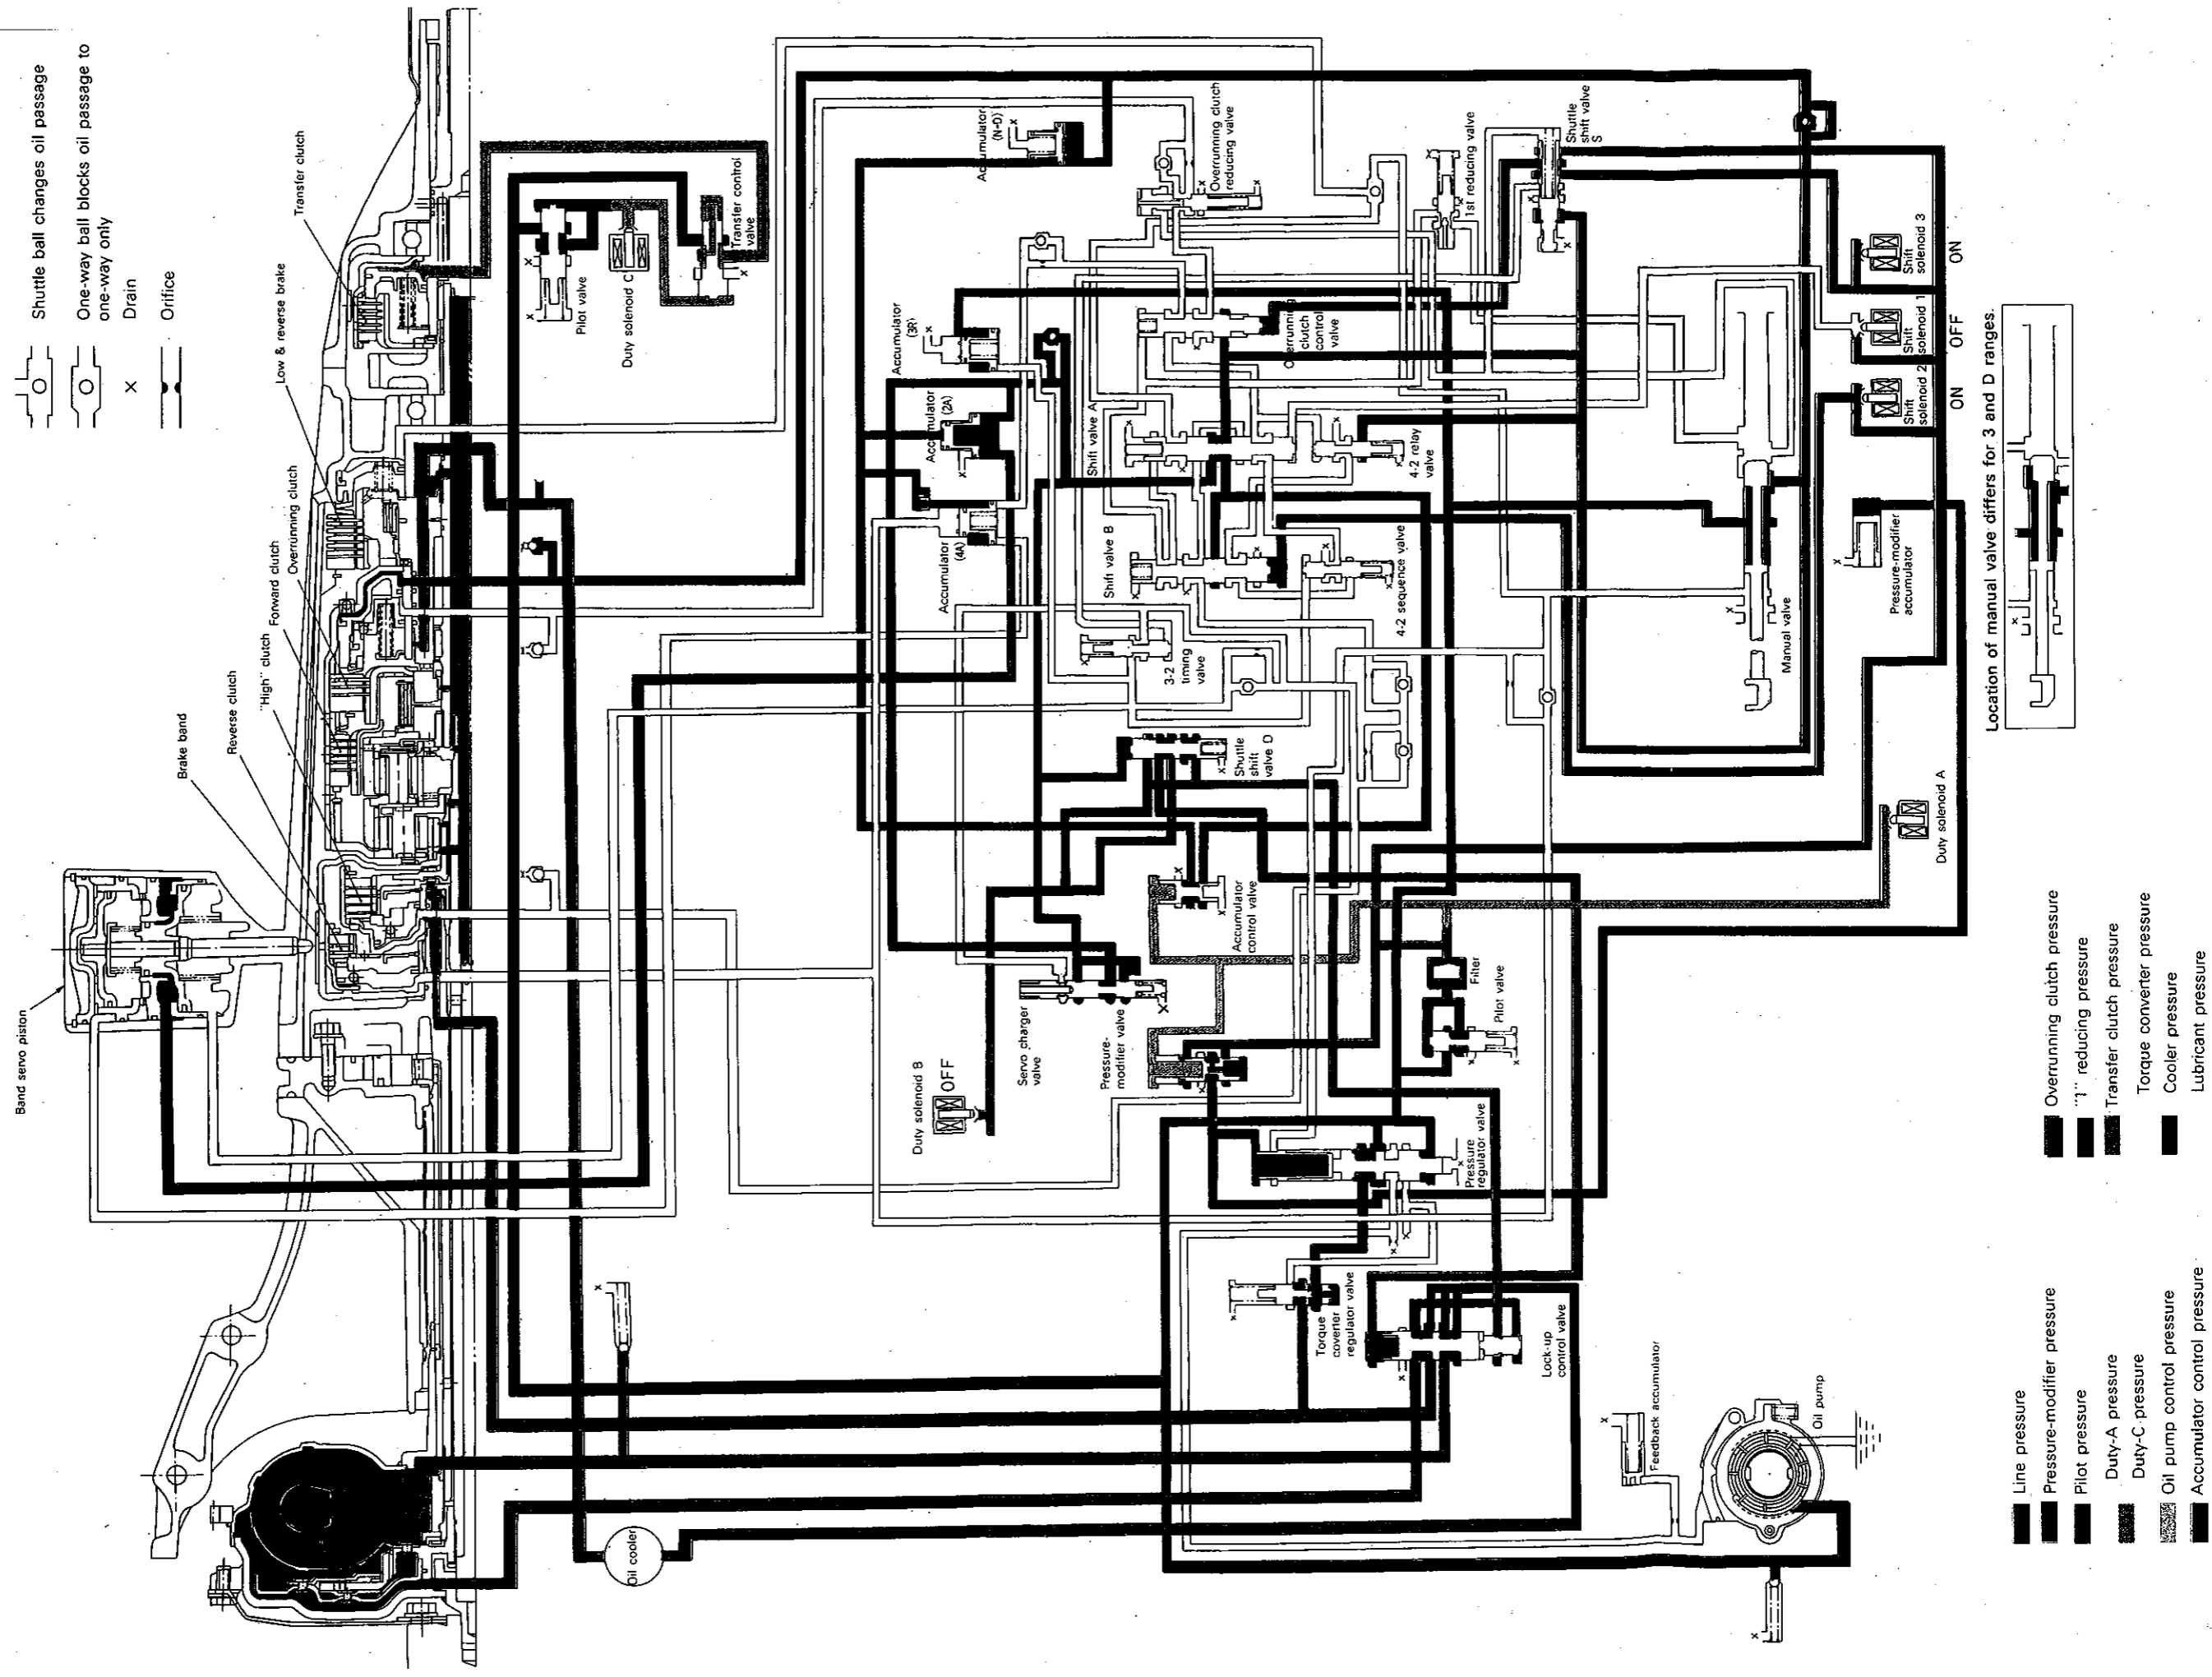 Shuttle ball changes oil passage
One-way ball blocks oil passage to
one-way only
x Drain
Orifice
Transfer clutch
Low & reverse brake
Overrunning clutch
Forward clutch
"High" clutch
Reverse clutch
Brake band
Band servo piston
Pilot valve
Duty solenoid C
Transfer control
valve
Accumulator
(N-D)
Overrunning clutch
reducing valve
1st reducing valve
Shuttle
shift valve
S
Accumulator
(3R)
Accumulator
(2A)
Accumulator
(4A)
Overrunning
clutch
control
valve
Shift valve A
4-2 relay
valve
Shift valve B
4-2 sequence valve
3-2
timing
valve
Shuttle
shift
valve D
Shift
solenoid 3
ON
Shift
solenoid 1
OFF
Shift
solenoid 2
ON
Pressure-modifier
accumulator
Manual valve
Location of manual valve differs for 3 and D ranges.
Duty solenoid A
Accumulator
control valve
Filter
Pilot valve
Servo charger
valve
Pressure-
modifier valve
Duty solenoid B
OFF
Pressure
regulator valve
Torque
coverter
regulator valve
Lock-up
control valve
Feedback accumulator
Oil pump
Oil cooler
Line pressure
Pressure-modifier pressure
Pilot pressure
Duty-A pressure
Duty-C pressure
Oil pump control pressure
Accumulator control pressure
Overrunning clutch pressure
"1" reducing pressure
Transfer clutch pressure
Torque converter pressure
Cooler pressure
Lubricant pressure